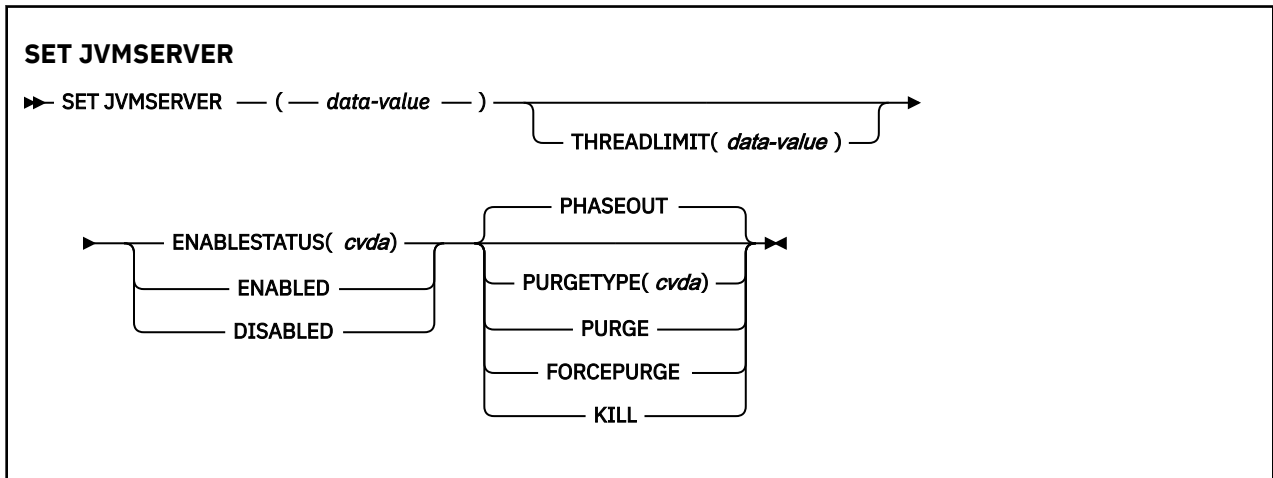 SET JVMSERVER
SET JVMSERVER ( data-value )
THREADLIMIT( data-value )
PHASEOUT
ENABLESTATUS( cvda)
PURGETYPE( cvda)
ENABLED
PURGE
DISABLED
FORCEPURGE
KILL